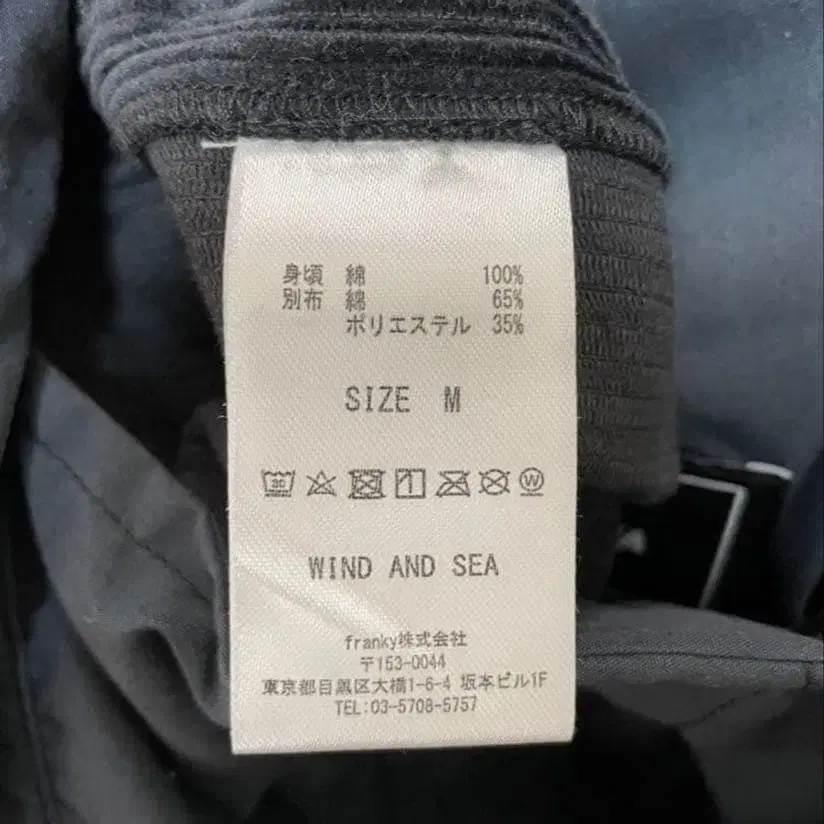 身頃 綿 100%
別布 綿 65%
ポリエステル 35%
SIZE M
30
W
WIND AND SEA
franky株式会社
〒153-0044
東京都目黒区大橋1-6-4 坂本ビル1F
TEL:03-5708-5757